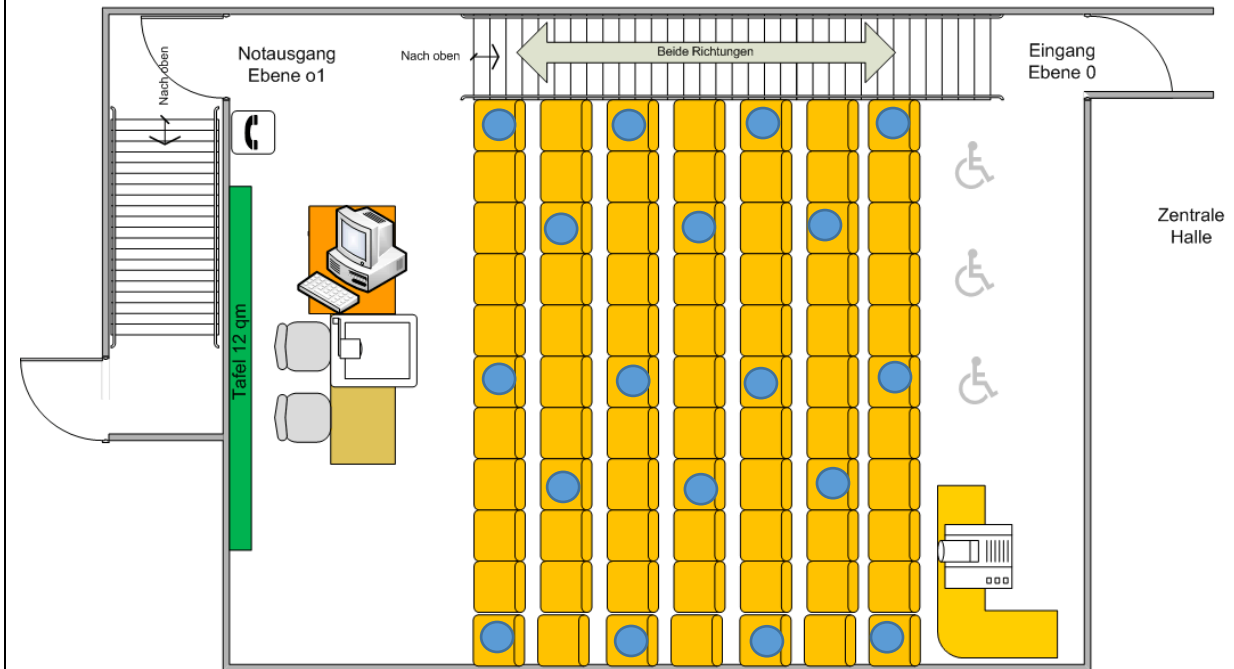 Notausgang
Ebene o1
Nach oben
Nach oben
Beide Richtungen
Eingang
Ebene 0
Zentrale
Halle
Tafel 12 qm